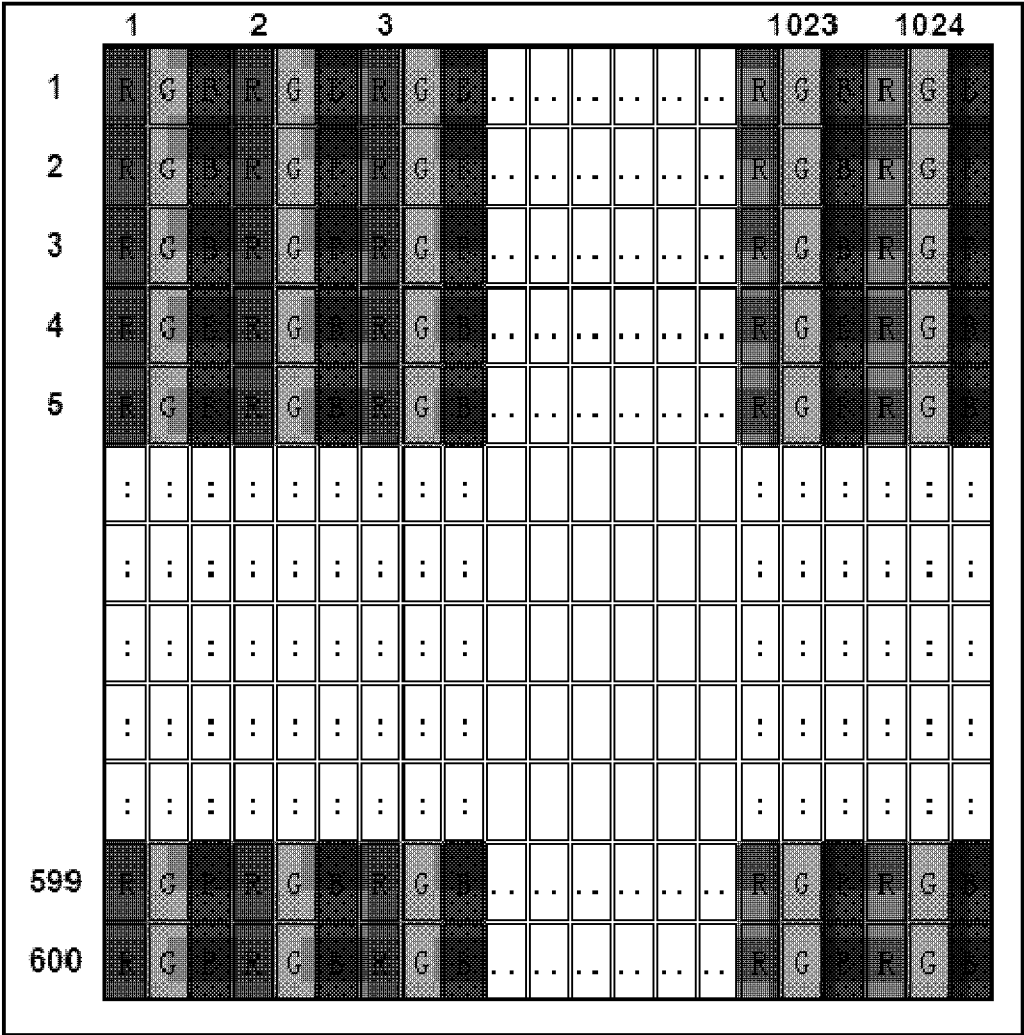 1 2 3 1023 1024
1 R G B R G B R G B .. .. .. .. .. .. R G B R G B
2 R G B R G B R G B .. .. .. .. .. .. R G B R G B
3 R G B R G B R G B .. .. .. .. .. .. R G B R G B
4 R G B R G B R G B .. .. .. .. .. .. R G B R G B
5 R G B R G B R G B .. .. .. .. .. .. R G B R G B
: : : : : : : : : : : : : : :
: : : : : : : : : : : : : : :
: : : : : : : : : : : : : : :
: : : : : : : : : : : : : : :
: : : : : : : : : : : : : : :
599 R G B R G B R G B .. .. .. .. .. .. R G B R G B
600 R G B R G B R G B .. .. .. .. .. .. R G B R G B